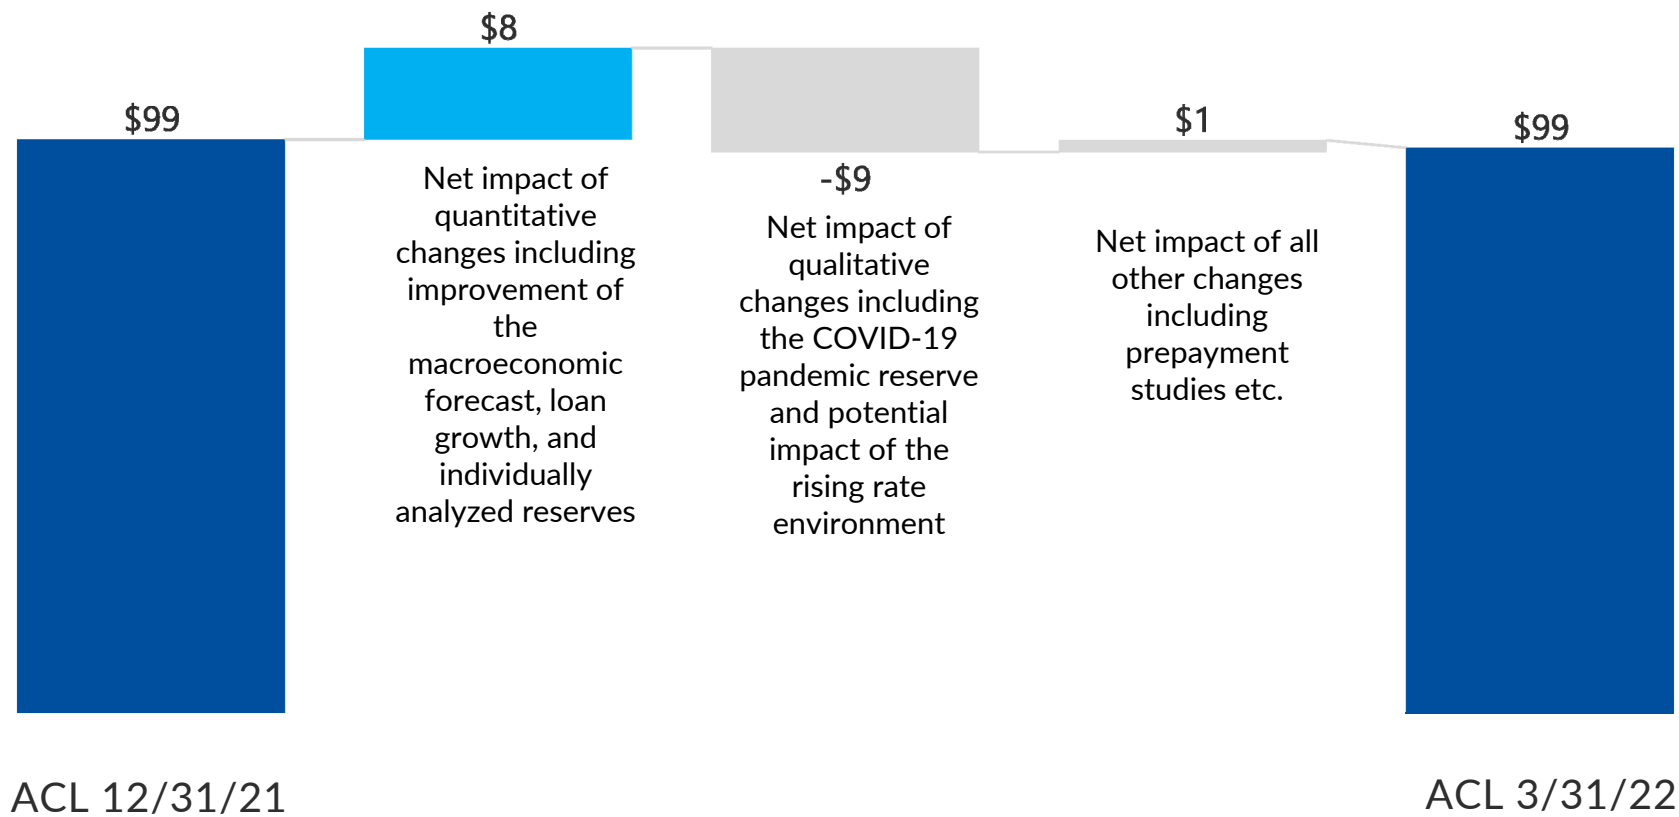 $99
$8
Net impact of
quantitative
changes including
improvement of
the
macroeconomic
forecast, loan
growth, and
individually
analyzed reserves
-$9
Net impact of
qualitative
changes including
the COVID-19
pandemic reserve
and potential
impact of the
rising rate
environment
$1
Net impact of all
other changes
including
prepayment
studies etc.
$99
ACL 12/31/21
ACL 3/31/22